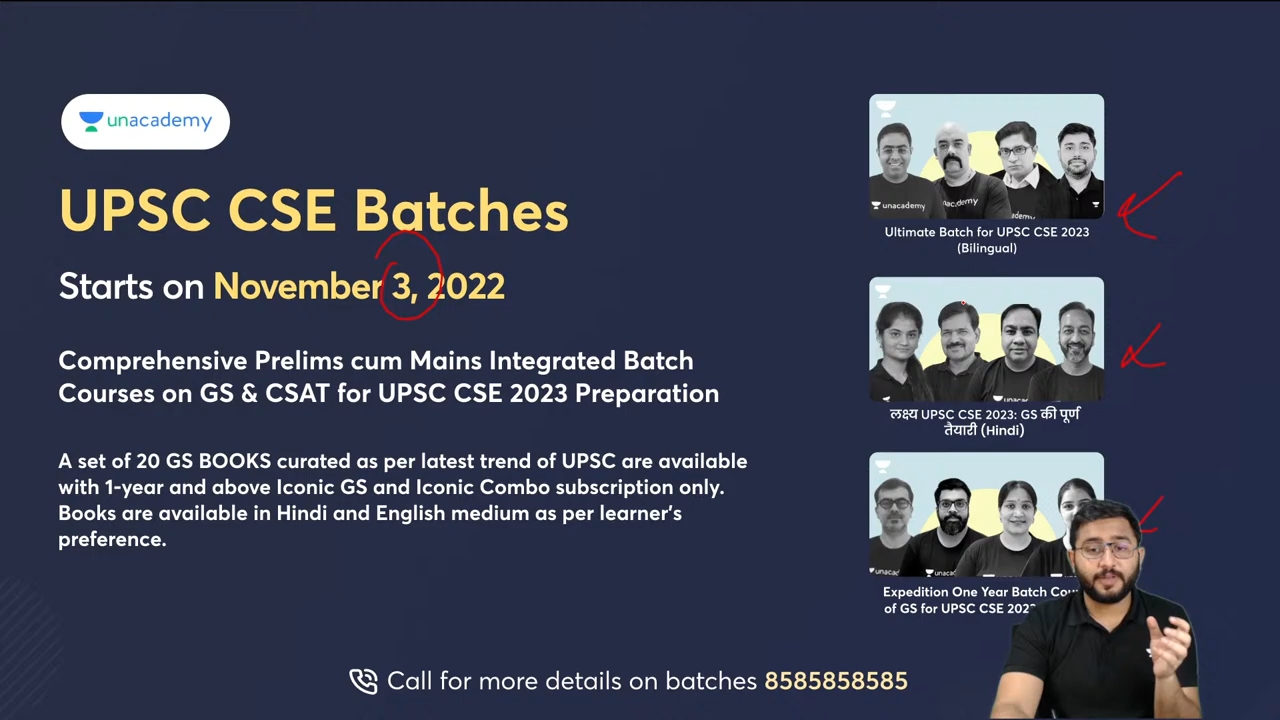 unacademy
UPSC CSE Batches
Starts on November 3, 2022
Comprehensive Prelims cum Mains Integrated Batch
Courses on GS & CSAT for UPSC CSE 2023 Preparation
A set of 20 GS BOOKS curated as per latest trend of UPSC are available
with 1-year and above Iconic GS and Iconic Combo subscription only.
Books are available in Hindi and English medium as per learner's
preference.
unacademy
Ultimate Batch for UPSC CSE 2023
(Bilingual)
लक्ष्य UPSC CSE 2023: GS की पूर्ण
तैयारी (Hindi)
Expedition One Year Batch
of GS for UPSC CSE
Call for more details on batches 8585858585